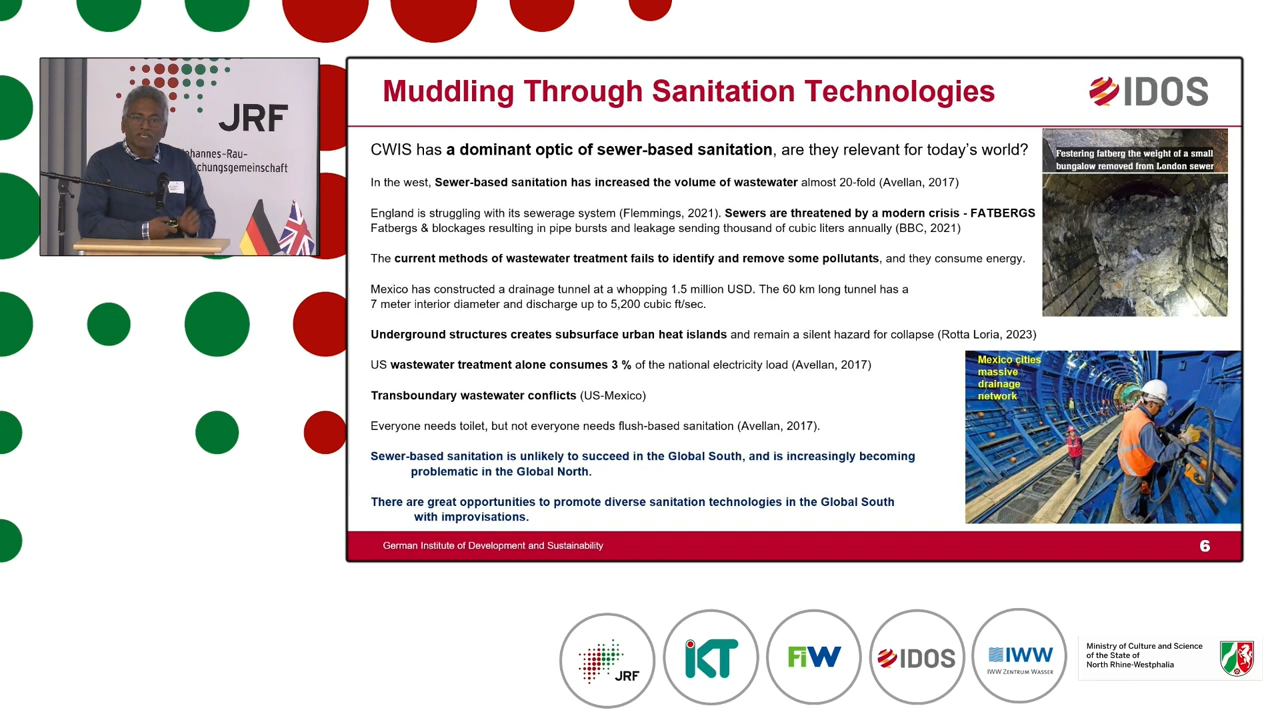 JRF
Johannes-Rau-
Forschungsgemeinschaft
Muddling Through Sanitation Technologies
IDOS
CWIS has a dominant optic of sewer-based sanitation, are they relevant for today’s world?
In the west, Sewer-based sanitation has increased the volume of wastewater almost 20-fold (Avellan, 2017)
England is struggling with its sewerage system (Flemmings, 2021). Sewers are threatened by a modern crisis - FATBERGS
Fatbergs & blockages resulting in pipe bursts and leakage sending thousand of cubic liters annually (BBC, 2021)
The current methods of wastewater treatment fails to identify and remove some pollutants, and they consume energy.
Mexico has constructed a drainage tunnel at a whopping 1.5 million USD. The 60 km long tunnel has a
7 meter interior diameter and discharge up to 5,200 cubic ft/sec.
Underground structures creates subsurface urban heat islands and remain a silent hazard for collapse (Rotta Loria, 2023)
US wastewater treatment alone consumes 3 % of the national electricity load (Avellan, 2017)
Transboundary wastewater conflicts (US-Mexico)
Everyone needs toilet, but not everyone needs flush-based sanitation (Avellan, 2017).
Sewer-based sanitation is unlikely to succeed in the Global South, and is increasingly becoming
problematic in the Global North.
There are great opportunities to promote diverse sanitation technologies in the Global South
with improvisations.
Festering fatberg the weight of a small
bungalow removed from London sewer
Mexico cities
massive
drainage
network
German Institute of Development and Sustainability
6
JRF
iKT
FiW
IDOS
IWW
IWW ZENTRUM WASSER
Ministry of Culture and Science
of the State of
North Rhine-Westphalia